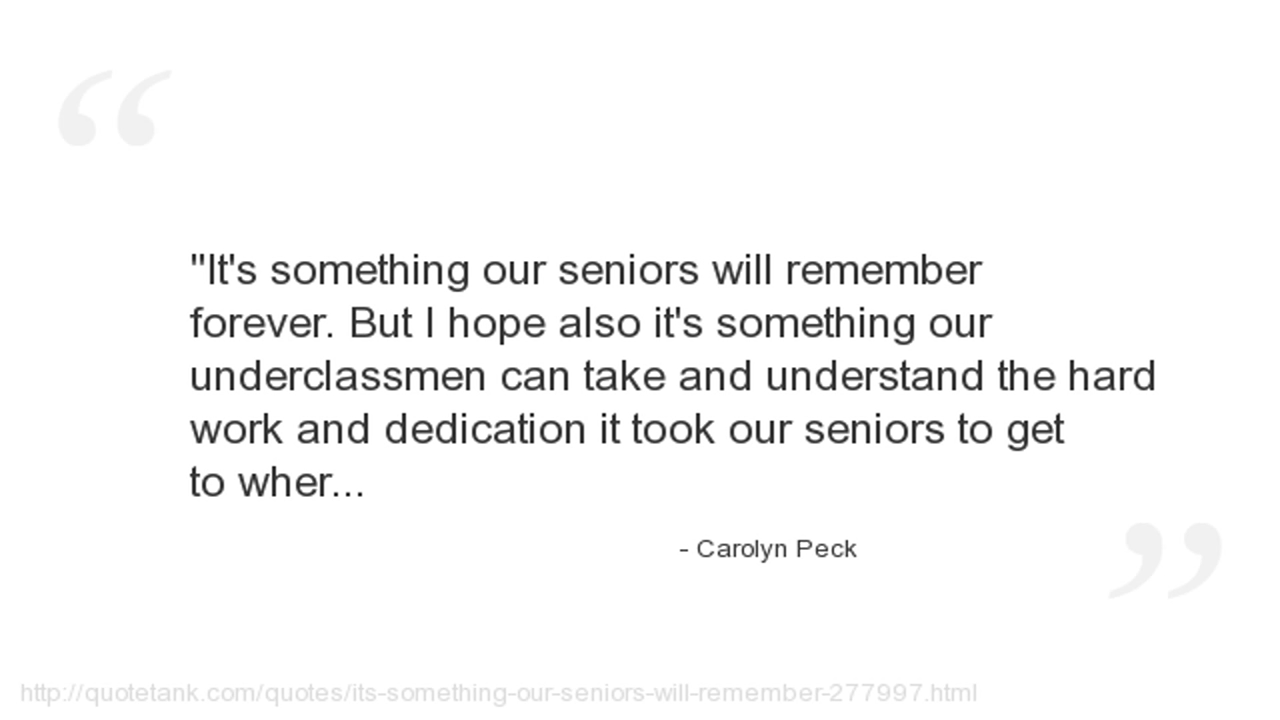 "It's something our seniors will remember
forever. But I hope also it's something our
underclassmen can take and understand the hard
work and dedication it took our seniors to get
to wher...
- Carolyn Peck
http://quotetank.com/quotes/its-something-our-seniors-will-remember-277997.html